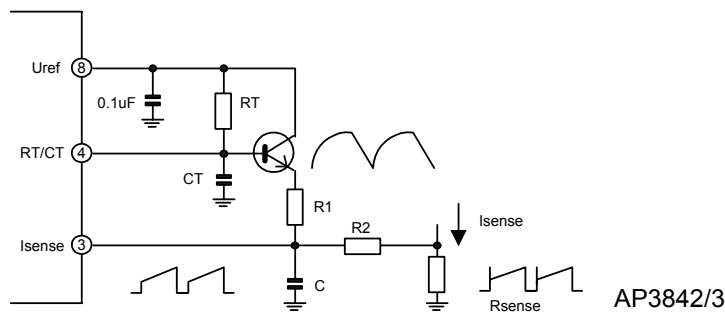 Uref
8
0.1uF
RT
RT/CT
4
CT
R1
R2
Isense
Isense
3
C
Rsense
AP3842/3